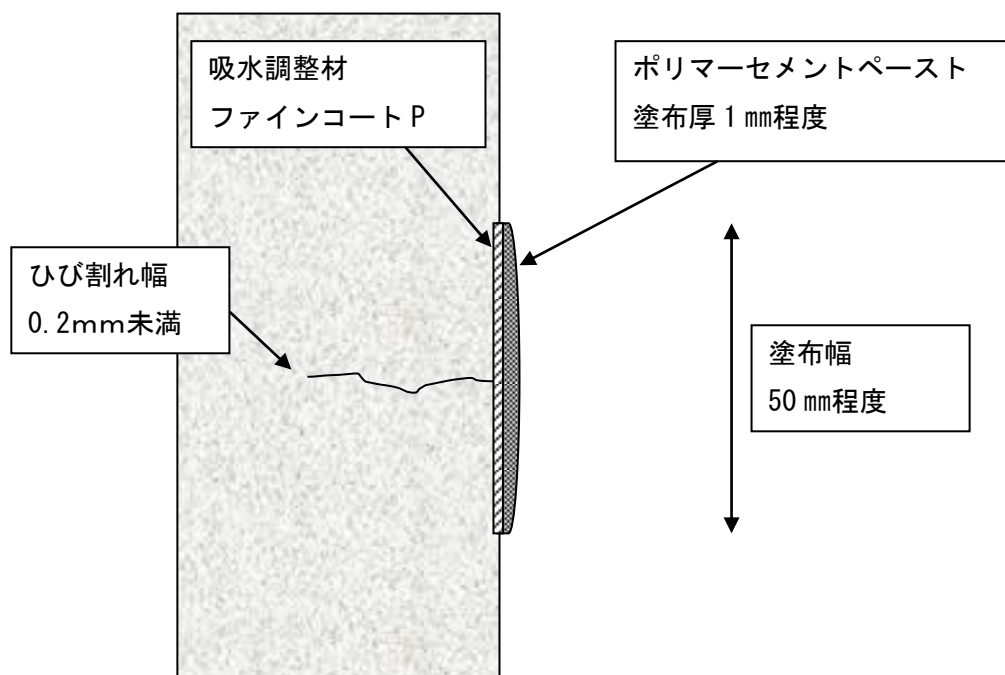 吸水調整材
ファインコートP
ポリマーセメントペースト
塗布厚1㎜程度
ひび割れ幅
0.2mm未満
塗布幅
50㎜程度